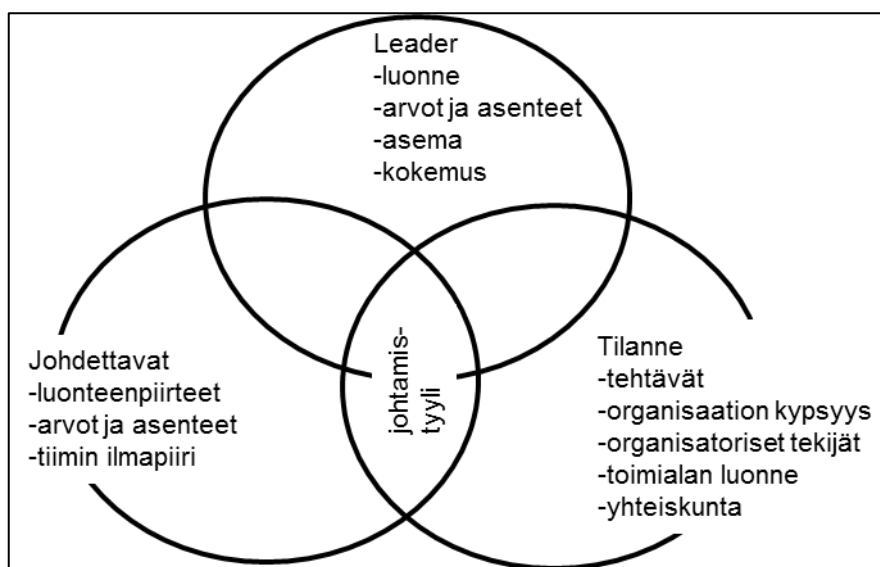 Leader
-luonne
-arvot ja asenteet
-asema
-kokemus
Johdettavat
-luonteenpiirteet
-arvot ja asenteet
-tiimin ilmapiiri
johtamis-
tyyli
Tilanne
-tehtävät
-organisaation kypsyys
-organisatoriset tekijät
-toimialan luonne
-yhteiskunta